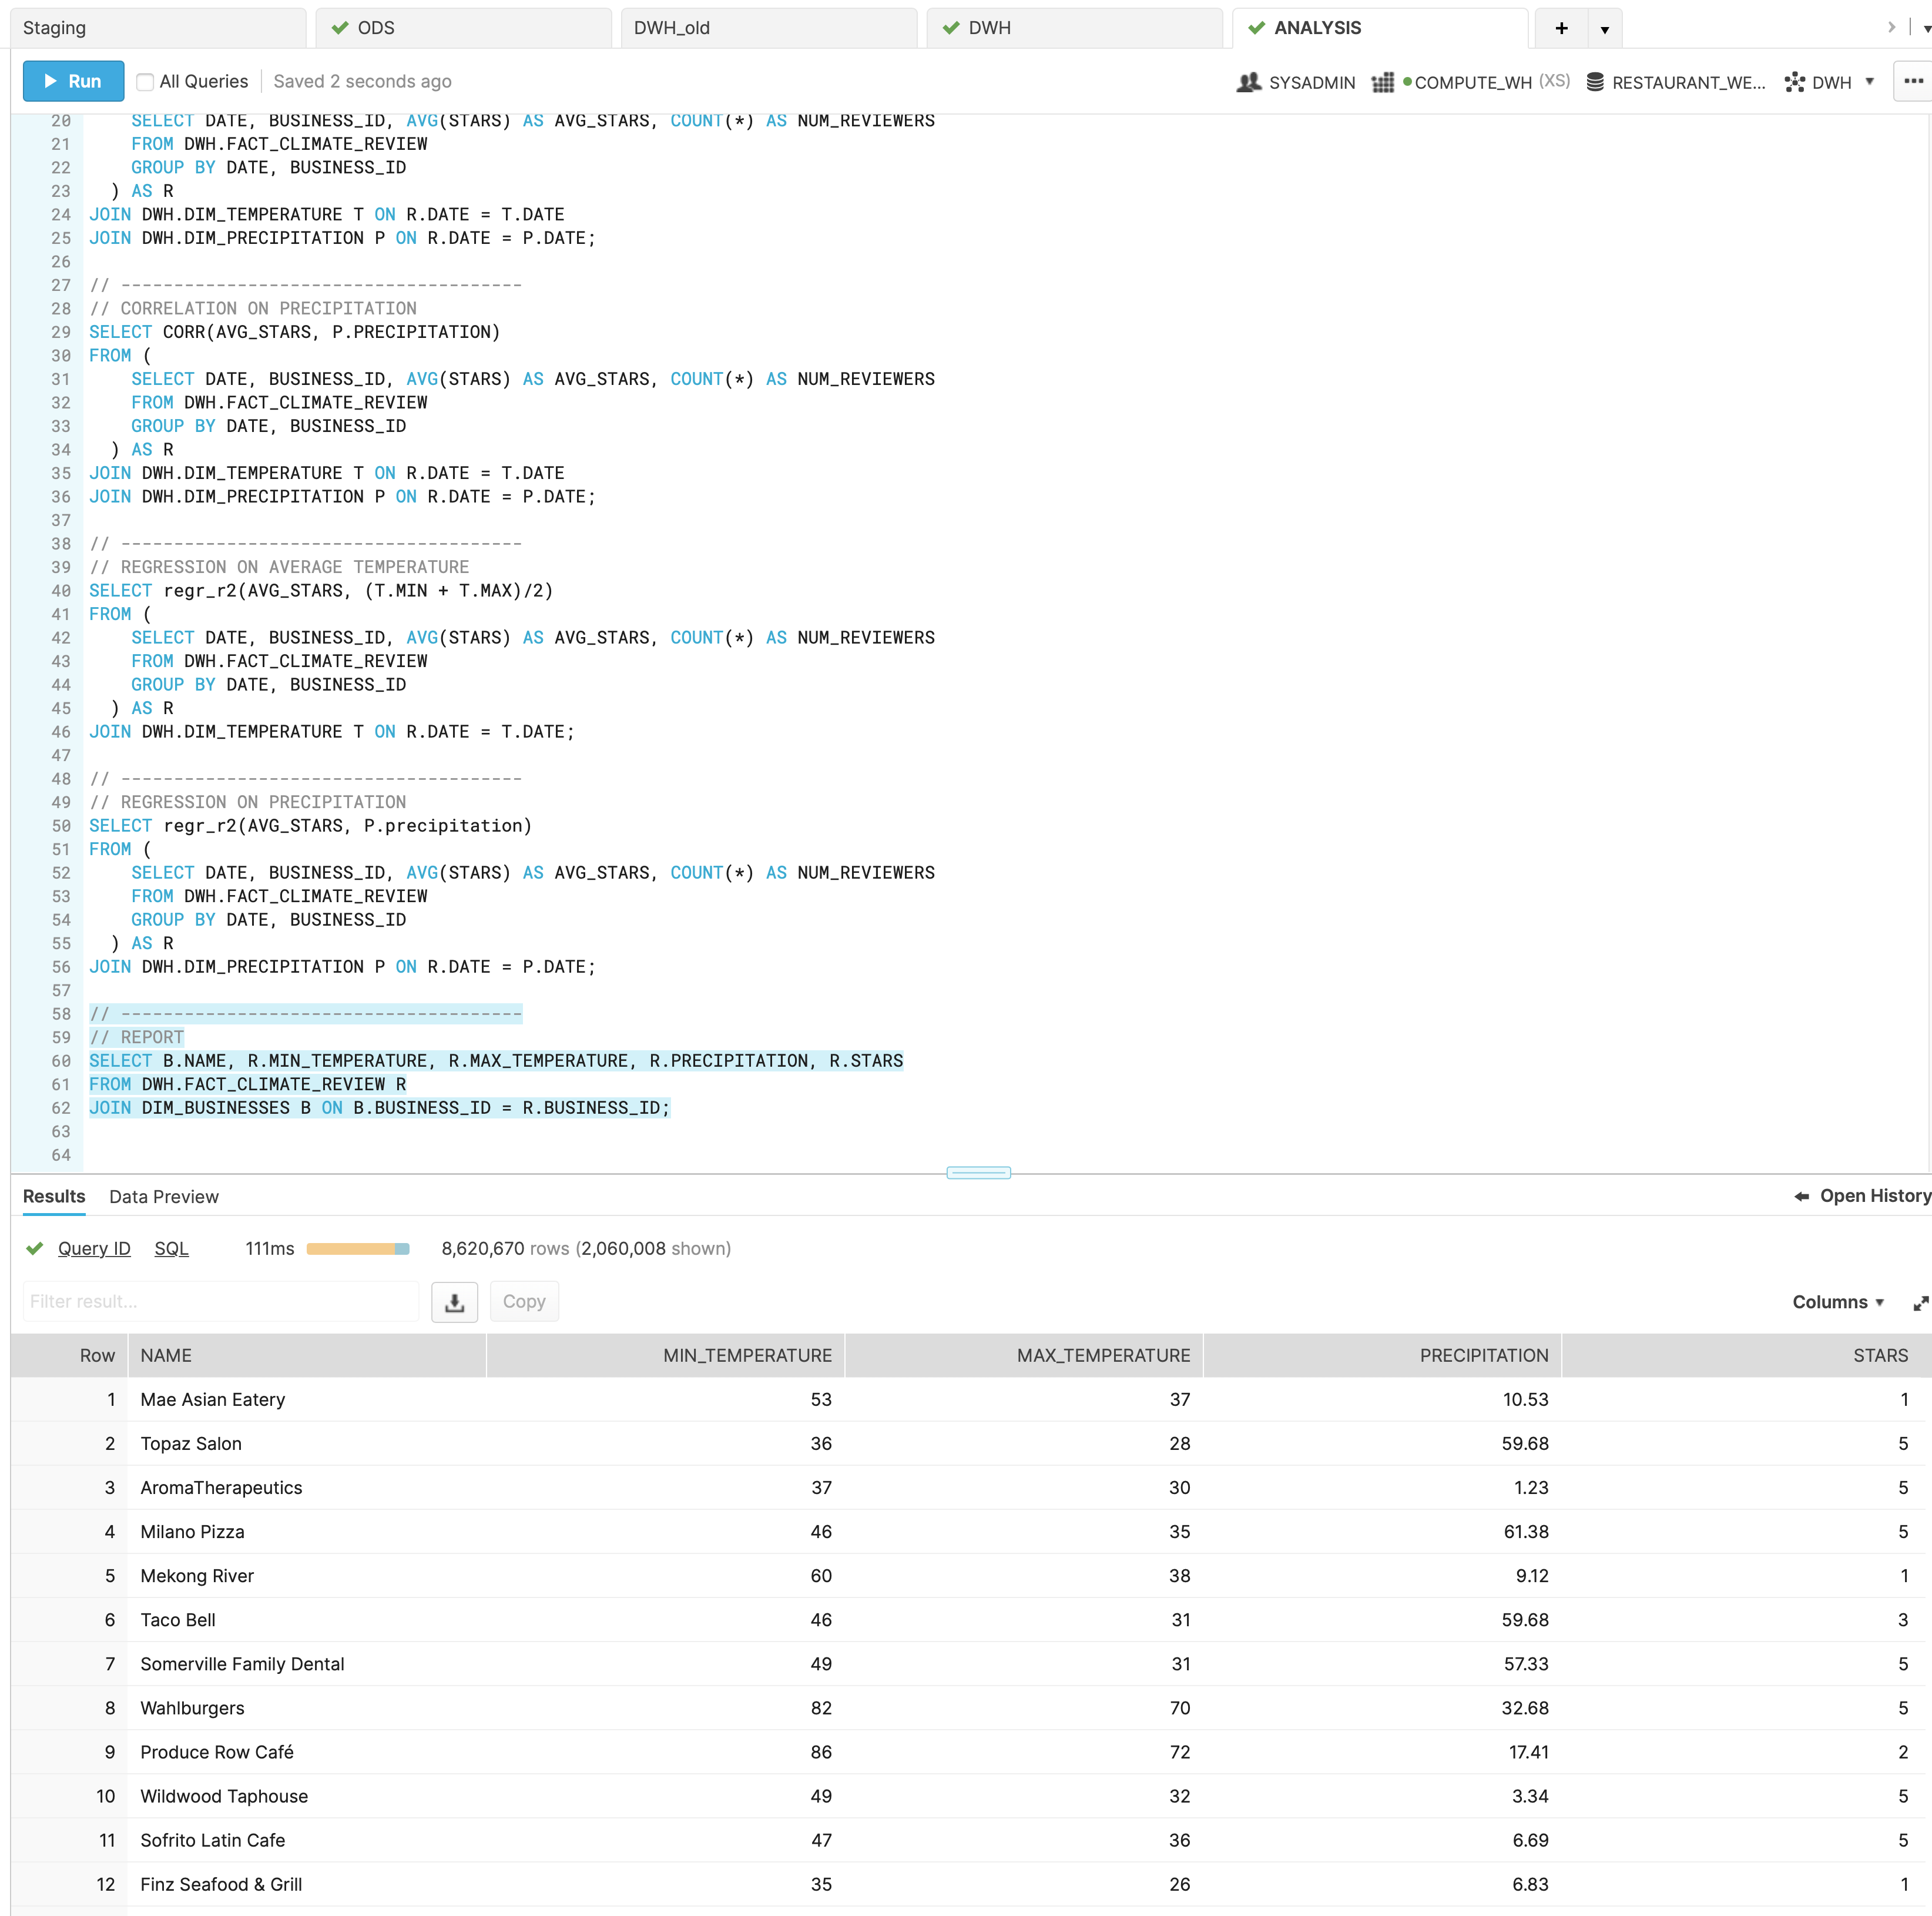 Staging
ODS
DWH_old
DWH
ANALYSIS
+
Run
All Queries
Saved 2 seconds ago
SYSADMIN
COMPUTE_WH (XS)
RESTAURANT_WE...
DWH
20 SELECT DATE, BUSINESS_ID, AVG(STARS) AS AVG_STARS, COUNT(*) AS NUM_REVIEWERS
21 FROM DWH.FACT_CLIMATE_REVIEW
22 GROUP BY DATE, BUSINESS_ID
23 ) AS R
24 JOIN DWH.DIM_TEMPERATURE T ON R.DATE = T.DATE
25 JOIN DWH.DIM_PRECIPITATION P ON R.DATE = P.DATE;
26
27 // --------------------------------------
28 // CORRELATION ON PRECIPITATION
29 SELECT CORR(AVG_STARS, P.PRECIPITATION)
30 FROM (
31 SELECT DATE, BUSINESS_ID, AVG(STARS) AS AVG_STARS, COUNT(*) AS NUM_REVIEWERS
32 FROM DWH.FACT_CLIMATE_REVIEW
33 GROUP BY DATE, BUSINESS_ID
34 ) AS R
35 JOIN DWH.DIM_TEMPERATURE T ON R.DATE = T.DATE
36 JOIN DWH.DIM_PRECIPITATION P ON R.DATE = P.DATE;
37
38 // --------------------------------------
39 // REGRESSION ON AVERAGE TEMPERATURE
40 SELECT regr_r2(AVG_STARS, (T.MIN + T.MAX)/2)
41 FROM (
42 SELECT DATE, BUSINESS_ID, AVG(STARS) AS AVG_STARS, COUNT(*) AS NUM_REVIEWERS
43 FROM DWH.FACT_CLIMATE_REVIEW
44 GROUP BY DATE, BUSINESS_ID
45 ) AS R
46 JOIN DWH.DIM_TEMPERATURE T ON R.DATE = T.DATE;
47
48 // --------------------------------------
49 // REGRESSION ON PRECIPITATION
50 SELECT regr_r2(AVG_STARS, P.precipitation)
51 FROM (
52 SELECT DATE, BUSINESS_ID, AVG(STARS) AS AVG_STARS, COUNT(*) AS NUM_REVIEWERS
53 FROM DWH.FACT_CLIMATE_REVIEW
54 GROUP BY DATE, BUSINESS_ID
55 ) AS R
56 JOIN DWH.DIM_PRECIPITATION P ON R.DATE = P.DATE;
57
58 // --------------------------------------
59 // REPORT
60 SELECT B.NAME, R.MIN_TEMPERATURE, R.MAX_TEMPERATURE, R.PRECIPITATION, R.STARS
61 FROM DWH.FACT_CLIMATE_REVIEW R
62 JOIN DIM_BUSINESSES B ON B.BUSINESS_ID = R.BUSINESS_ID;
63
64
Results
Data Preview
Open History
Query ID
SQL
111ms
8,620,670 rows (2,060,008 shown)
Filter result...
Copy
Columns
Row NAME MIN_TEMPERATURE MAX_TEMPERATURE PRECIPITATION STARS
1 Mae Asian Eatery 53 37 10.53 1
2 Topaz Salon 36 28 59.68 5
3 AromaTherapeutics 37 30 1.23 5
4 Milano Pizza 46 35 61.38 5
5 Mekong River 60 38 9.12 1
6 Taco Bell 46 31 59.68 3
7 Somerville Family Dental 49 31 57.33 5
8 Wahlburgers 82 70 32.68 5
9 Produce Row Café 86 72 17.41 2
10 Wildwood Taphouse 49 32 3.34 5
11 Sofrito Latin Cafe 47 36 6.69 5
12 Finz Seafood & Grill 35 26 6.83 1